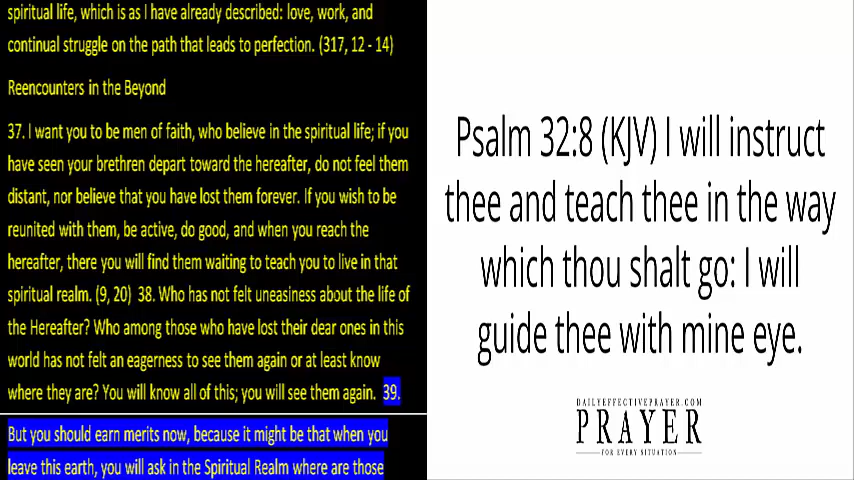 spiritual life, which is as I have already described: love, work, and
continual struggle on the path that leads to perfection. (317, 12 - 14)
Reencounters in the Beyond
37. I want you to be men of faith, who believe in the spiritual life; if you
have seen your brethren depart toward the hereafter, do not feel them
distant, nor believe that you have lost them forever. If you wish to be
reunited with them, be active, do good, and when you reach the
hereafter, there you will find them waiting to teach you to live in that
spiritual realm. (9, 20) 38. Who has not felt uneasiness about the life of
the Hereafter? Who among those who have lost their dear ones in this
world has not felt an eagerness to see them again or at least know
where they are? You will know all of this; you will see them again. 39.
But you should earn merits now, because it might be that when you
leave this earth, you will ask in the Spiritual Realm where are those
Psalm 32:8 (KJV) I will instruct
thee and teach thee in the way
which thou shalt go: I will
guide thee with mine eye.
DAILYEFFECTIVEPRAYER.COM
PRAYER
FOR EVERY SITUATION